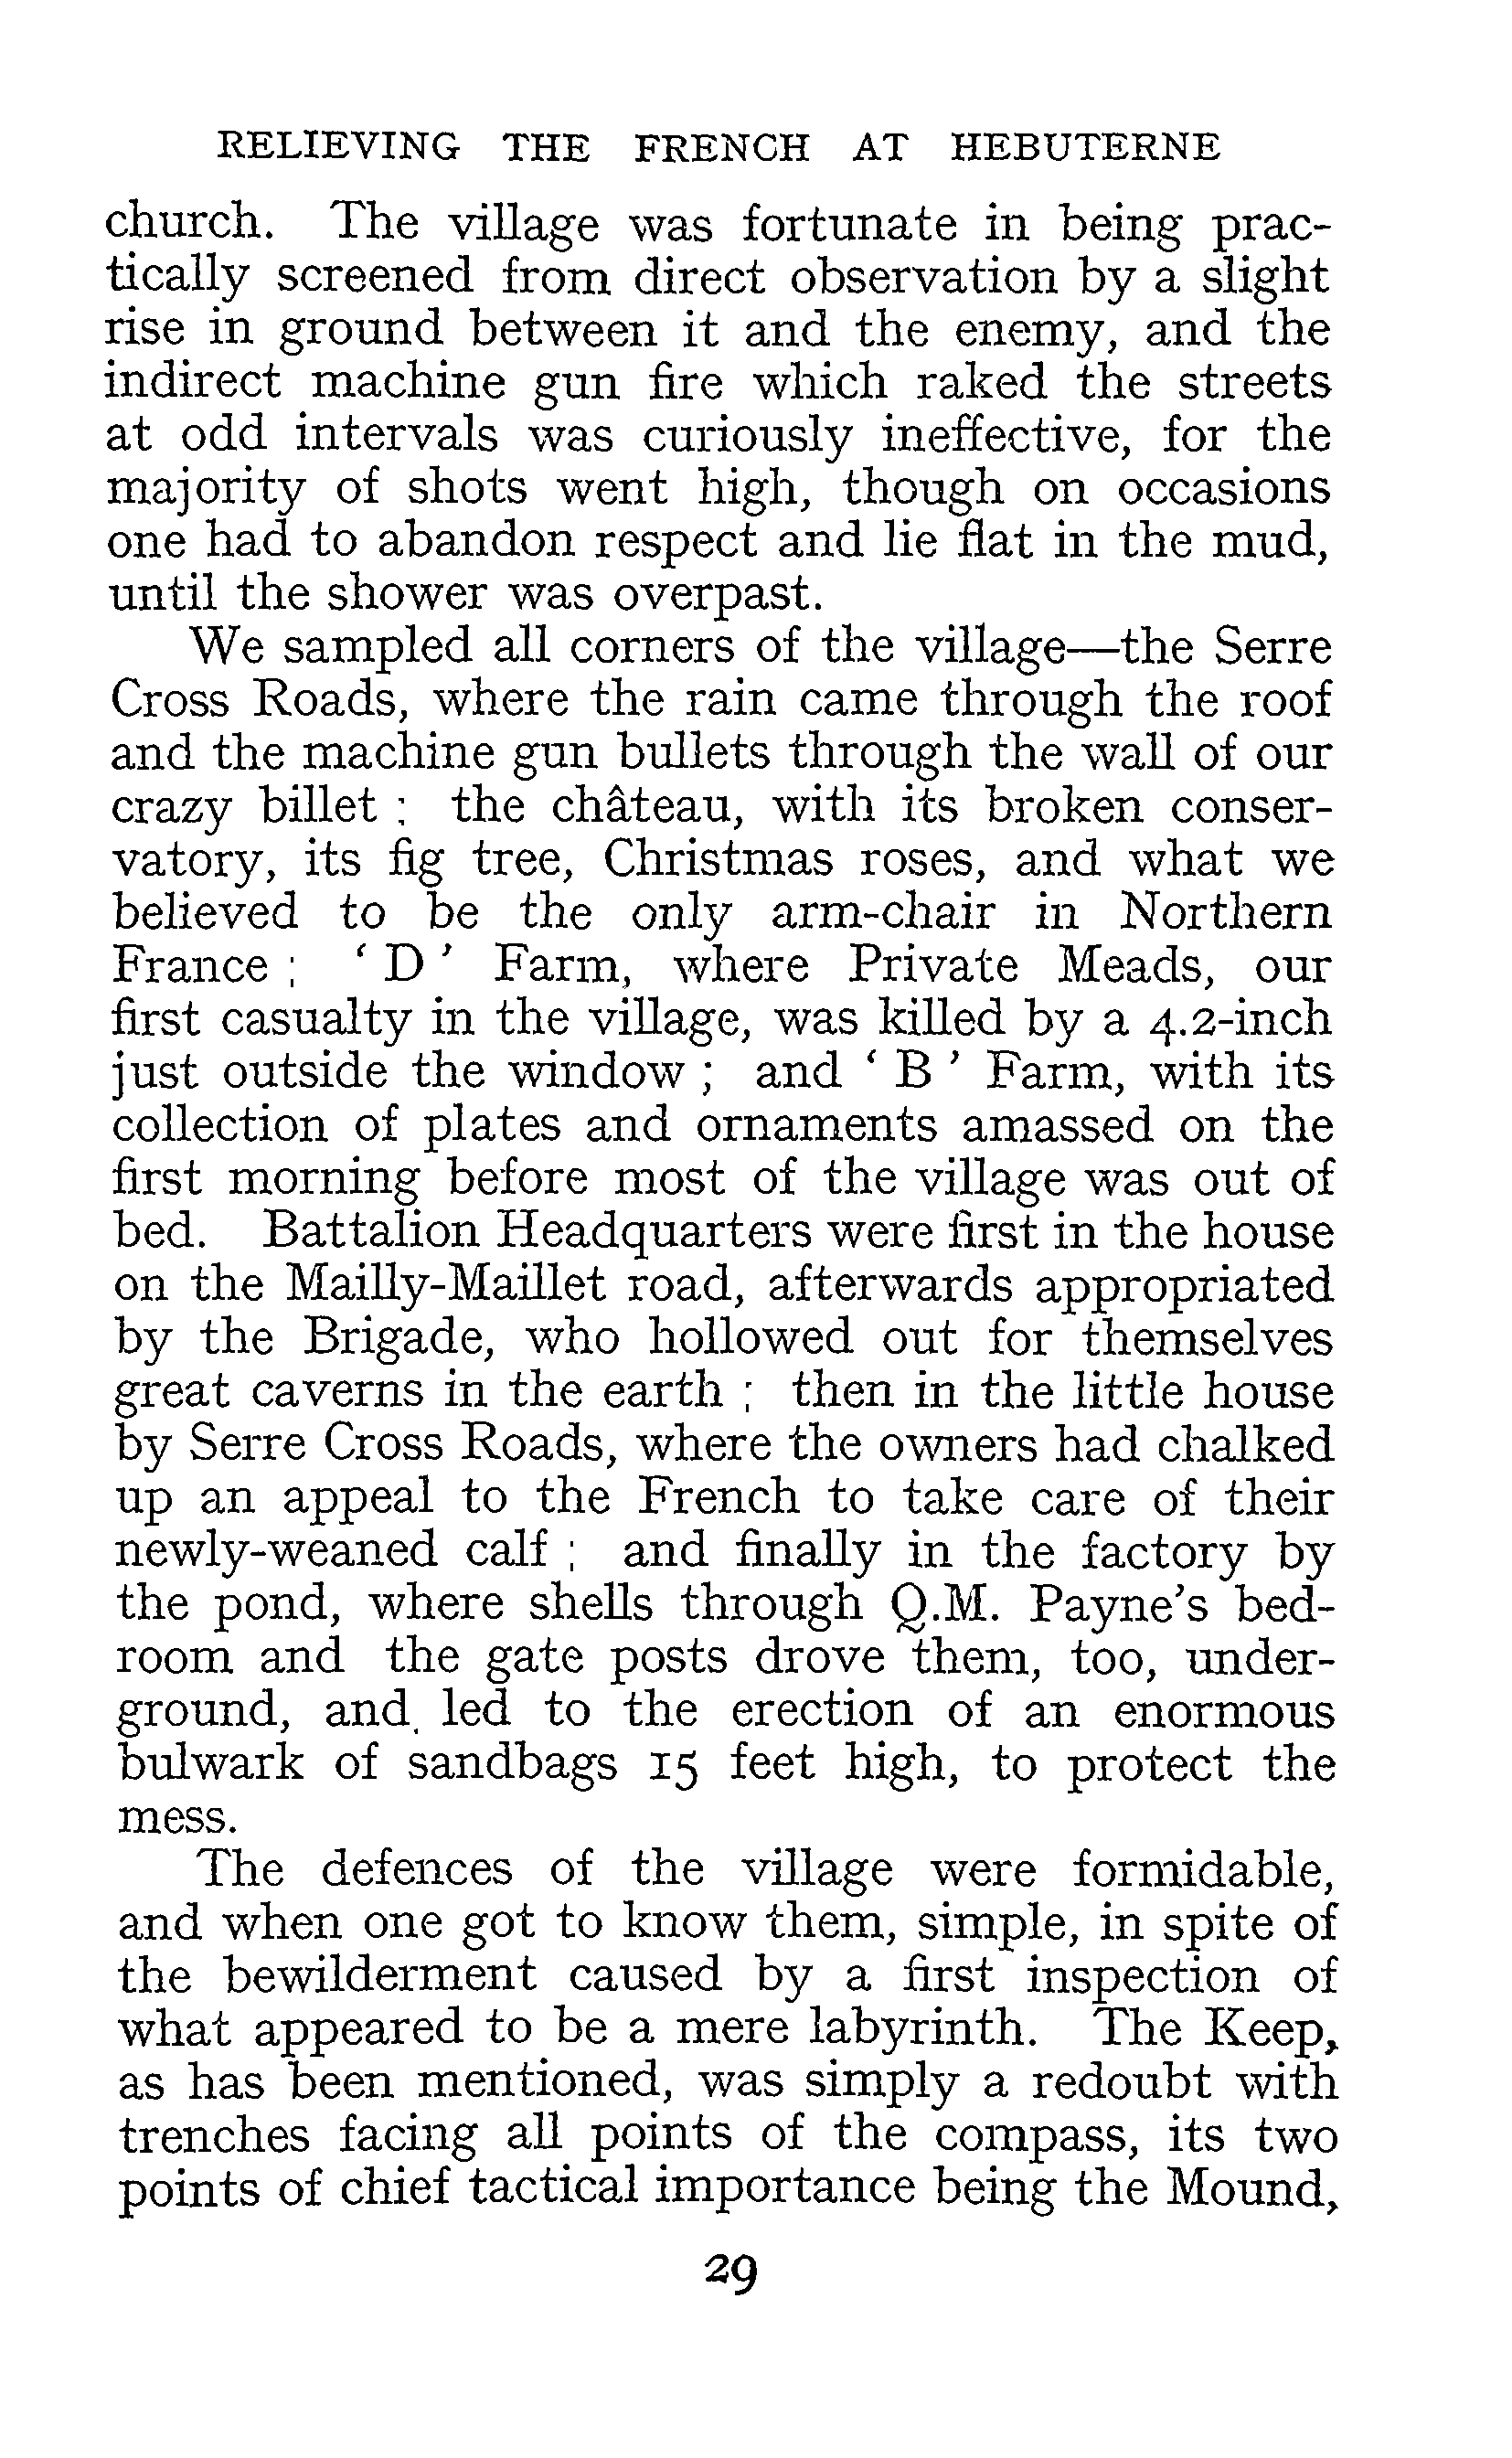 RELIEVING THE FRENCH AT HEBUTERNE
church. The village was fortunate in being prac-
tically screened from direct observation by a slight
rise in ground between it and the enemy, and the
indirect machine gun fire which raked the streets
at odd intervals was curiously ineffective, for the
majority of shots went high, though on occasions
one had to abandon respect and lie flat in the mud,
until the shower was overpast.
We sampled all corners of the village—the Serre
Cross Roads, where the rain came through the roof
and the machine gun bullets through the wall of our
crazy billet ; the château, with its broken conser-
vatory, its fig tree, Christmas roses, and what we
believed to be the only arm-chair in Northern
France ; ‘ D ’ Farm, where Private Meads, our
first casualty in the village, was killed by a 4.2-inch
just outside the window ; and ‘ B ’ Farm, with its
collection of plates and ornaments amassed on the
first morning before most of the village was out of
bed. Battalion Headquarters were first in the house
on the Mailly-Maillet road, afterwards appropriated
by the Brigade, who hollowed out for themselves
great caverns in the earth ; then in the little house
by Serre Cross Roads, where the owners had chalked
up an appeal to the French to take care of their
newly-weaned calf ; and finally in the factory by
the pond, where shells through Q.M. Payne's bed-
room and the gate posts drove them, too, under-
ground, and led to the erection of an enormous
bulwark of sandbags 15 feet high, to protect the
mess.
The defences of the village were formidable,
and when one got to know them, simple, in spite of
the bewilderment caused by a first inspection of
what appeared to be a mere labyrinth. The Keep,
as has been mentioned, was simply a redoubt with
trenches facing all points of the compass, its two
points of chief tactical importance being the Mound,
29